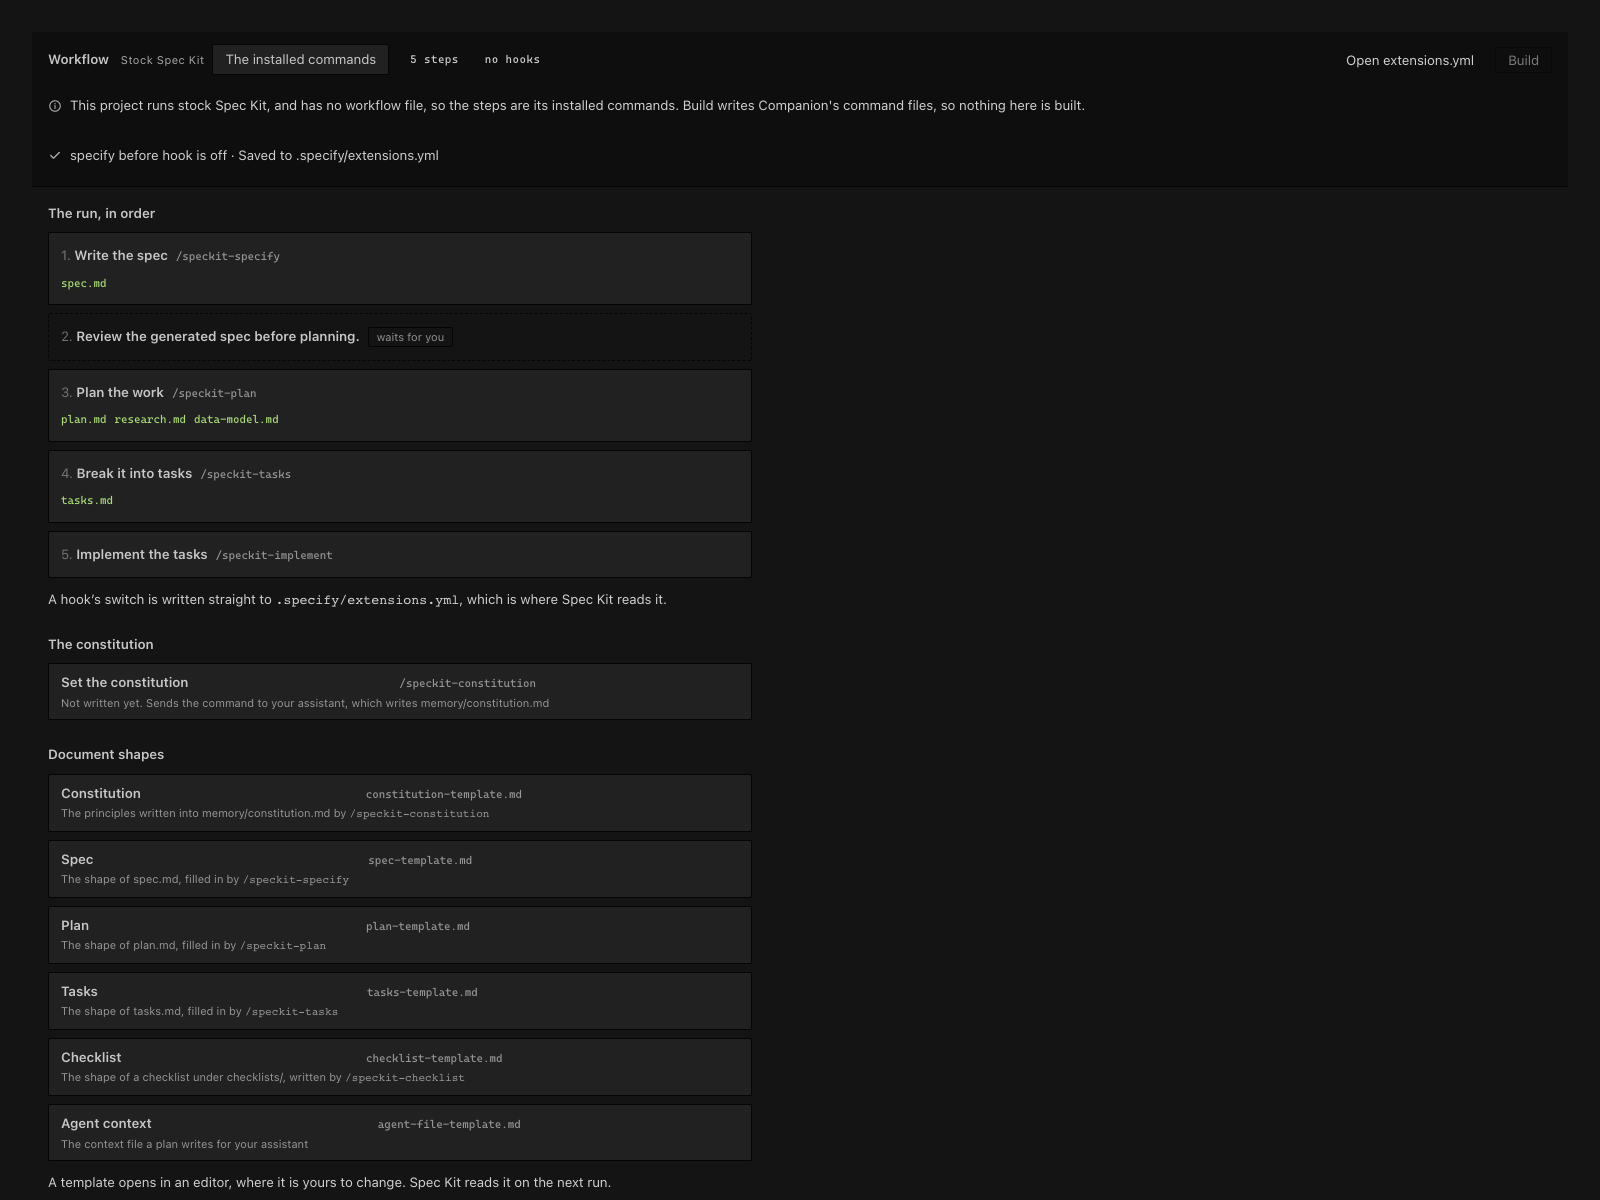 Workflow Stock Spec Kit The installed commands 5 steps no hooks Open extensions.yml Build
This project runs stock Spec Kit, and has no workflow file, so the steps are its installed commands. Build writes Companion's command files, so nothing here is built.
specify before hook is off · Saved to .specify/extensions.yml
The run, in order
1. Write the spec /speckit-specify
spec.md
2. Review the generated spec before planning. waits for you
3. Plan the work /speckit-plan
plan.md research.md data-model.md
4. Break it into tasks /speckit-tasks
tasks.md
5. Implement the tasks /speckit-implement
A hook’s switch is written straight to .specify/extensions.yml, which is where Spec Kit reads it.
The constitution
Set the constitution /speckit-constitution
Not written yet. Sends the command to your assistant, which writes memory/constitution.md
Document shapes
Constitution constitution-template.md
The principles written into memory/constitution.md by /speckit-constitution
Spec spec-template.md
The shape of spec.md, filled in by /speckit-specify
Plan plan-template.md
The shape of plan.md, filled in by /speckit-plan
Tasks tasks-template.md
The shape of tasks.md, filled in by /speckit-tasks
Checklist checklist-template.md
The shape of a checklist under checklists/, written by /speckit-checklist
Agent context agent-file-template.md
The context file a plan writes for your assistant
A template opens in an editor, where it is yours to change. Spec Kit reads it on the next run.